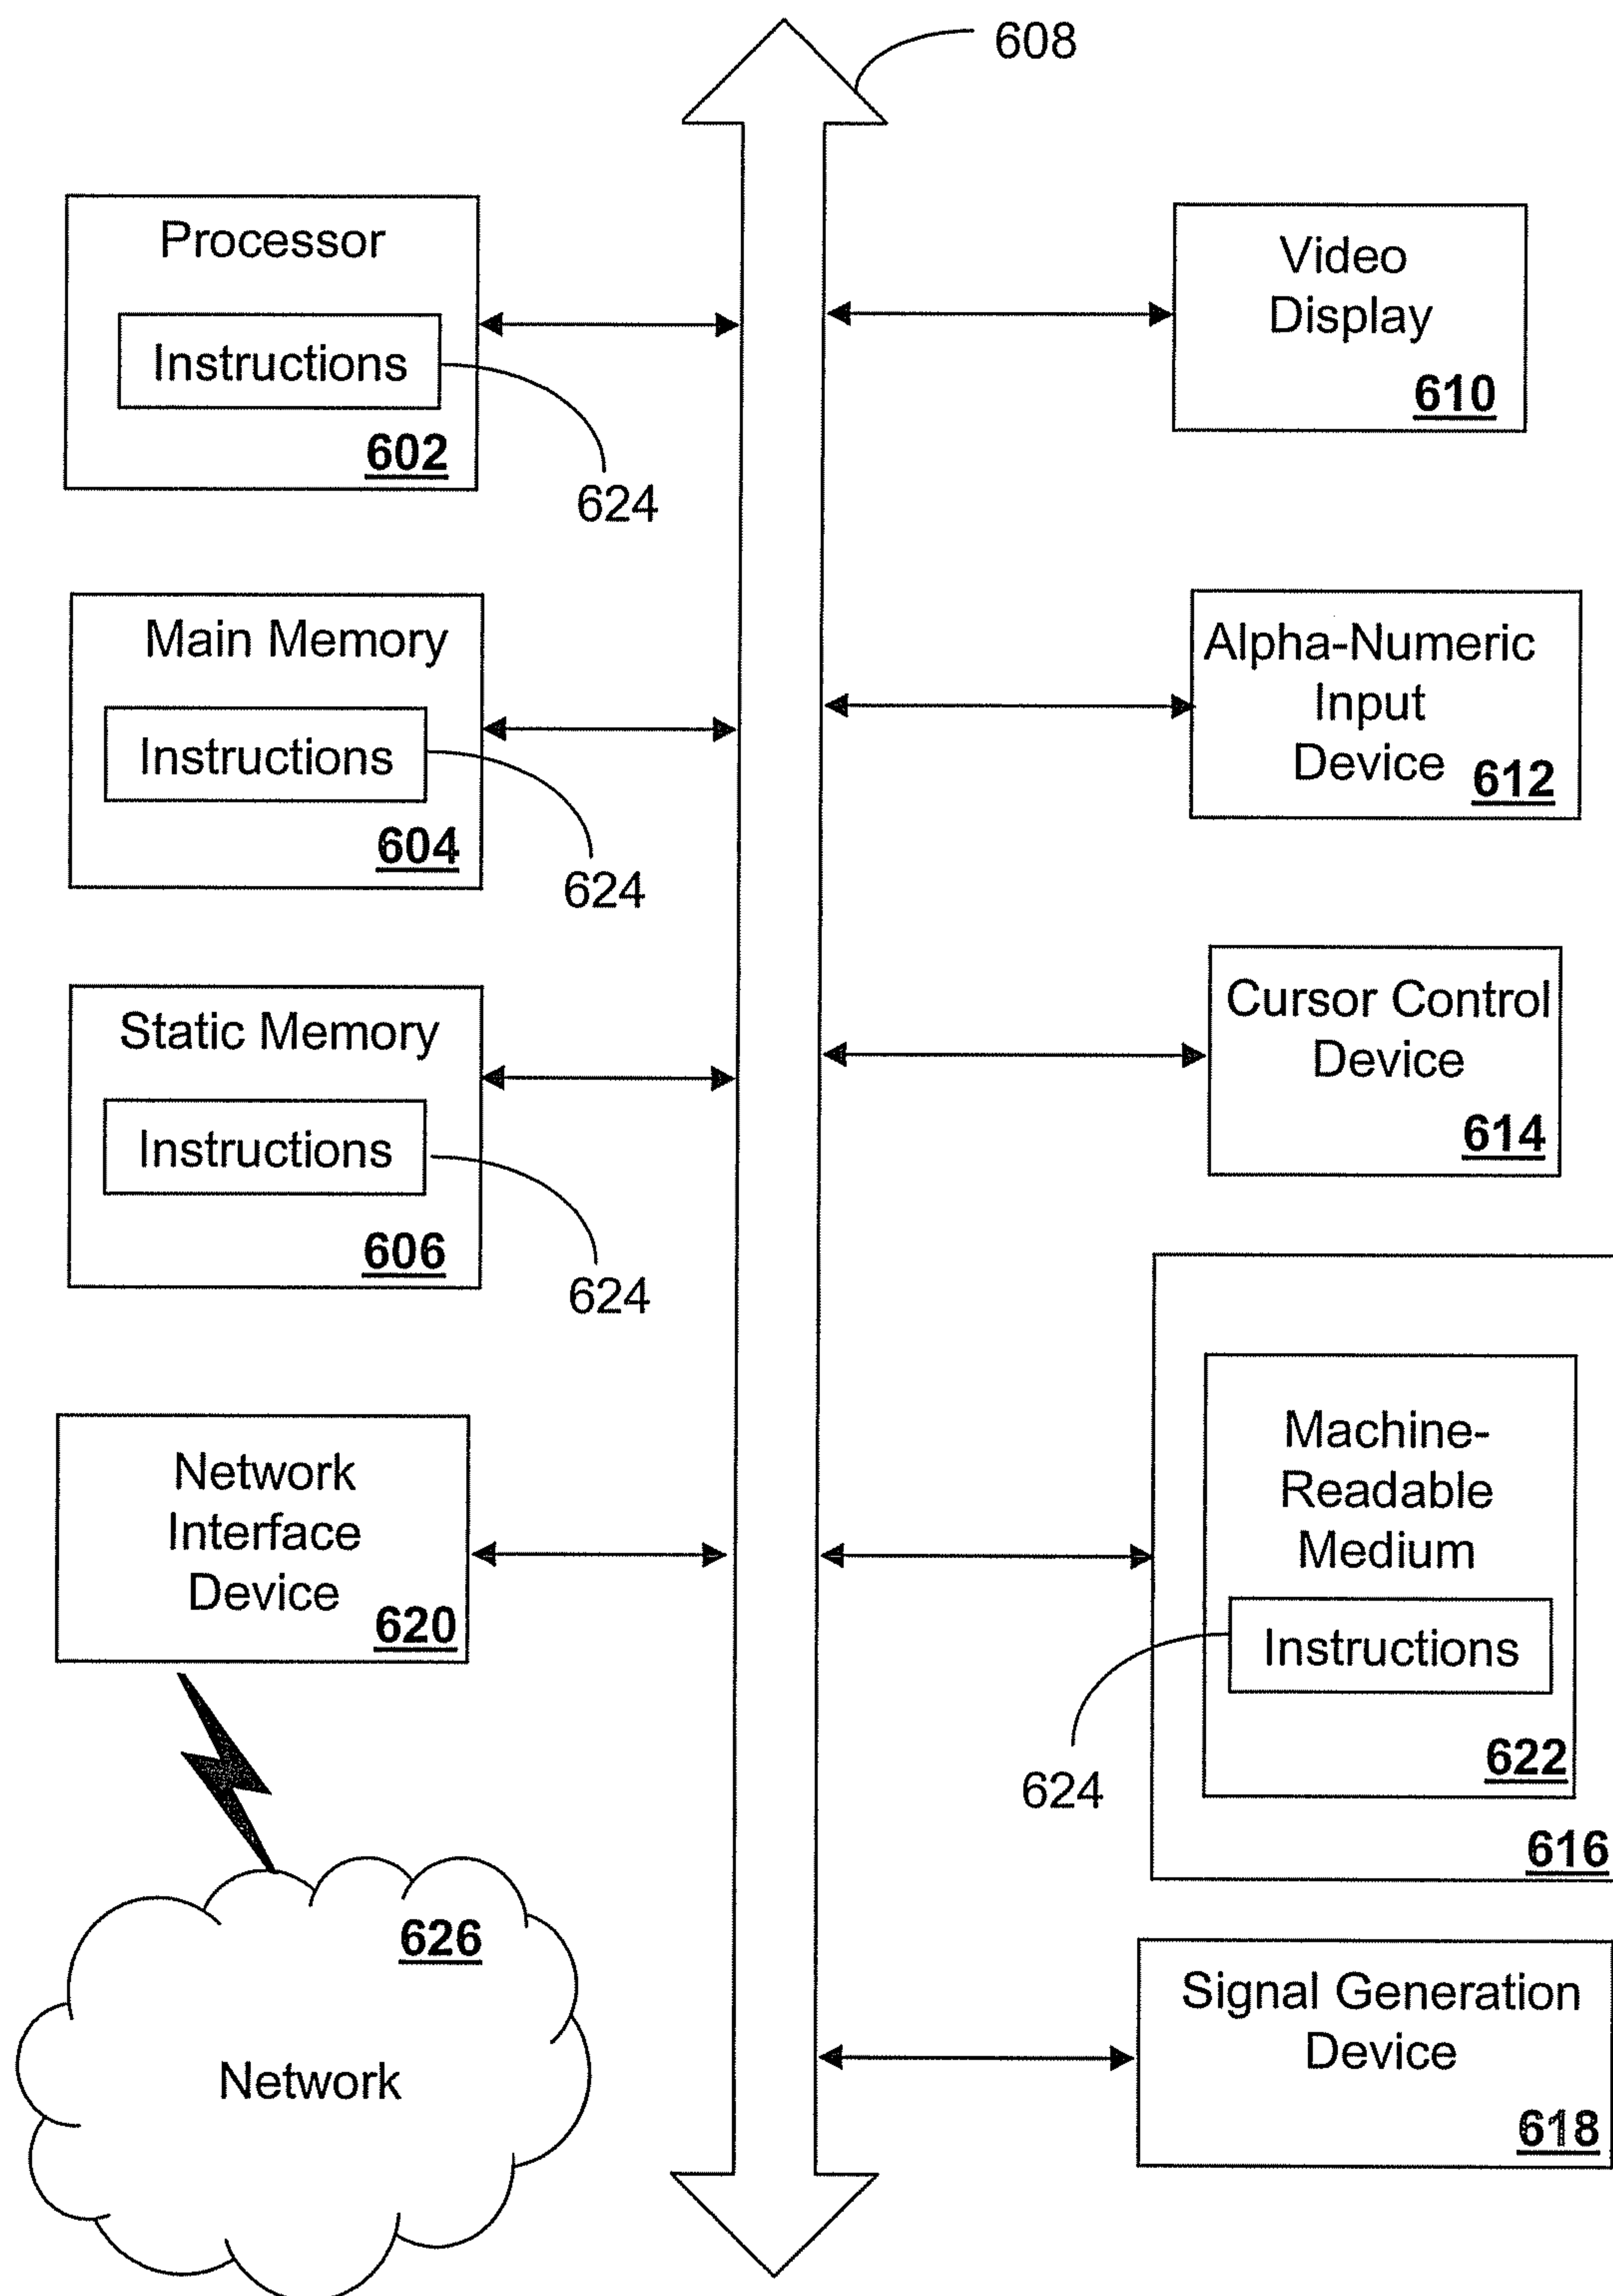 608
Processor
Instructions
602
624
Main Memory
Instructions
604
624
Static Memory
Instructions
606
624
Network
Interface
Device
620
626
Network
Video
Display
610
Alpha-Numeric
Input
Device
612
Cursor Control
Device
614
Machine-
Readable
Medium
Instructions
622
624
616
Signal Generation
Device
618